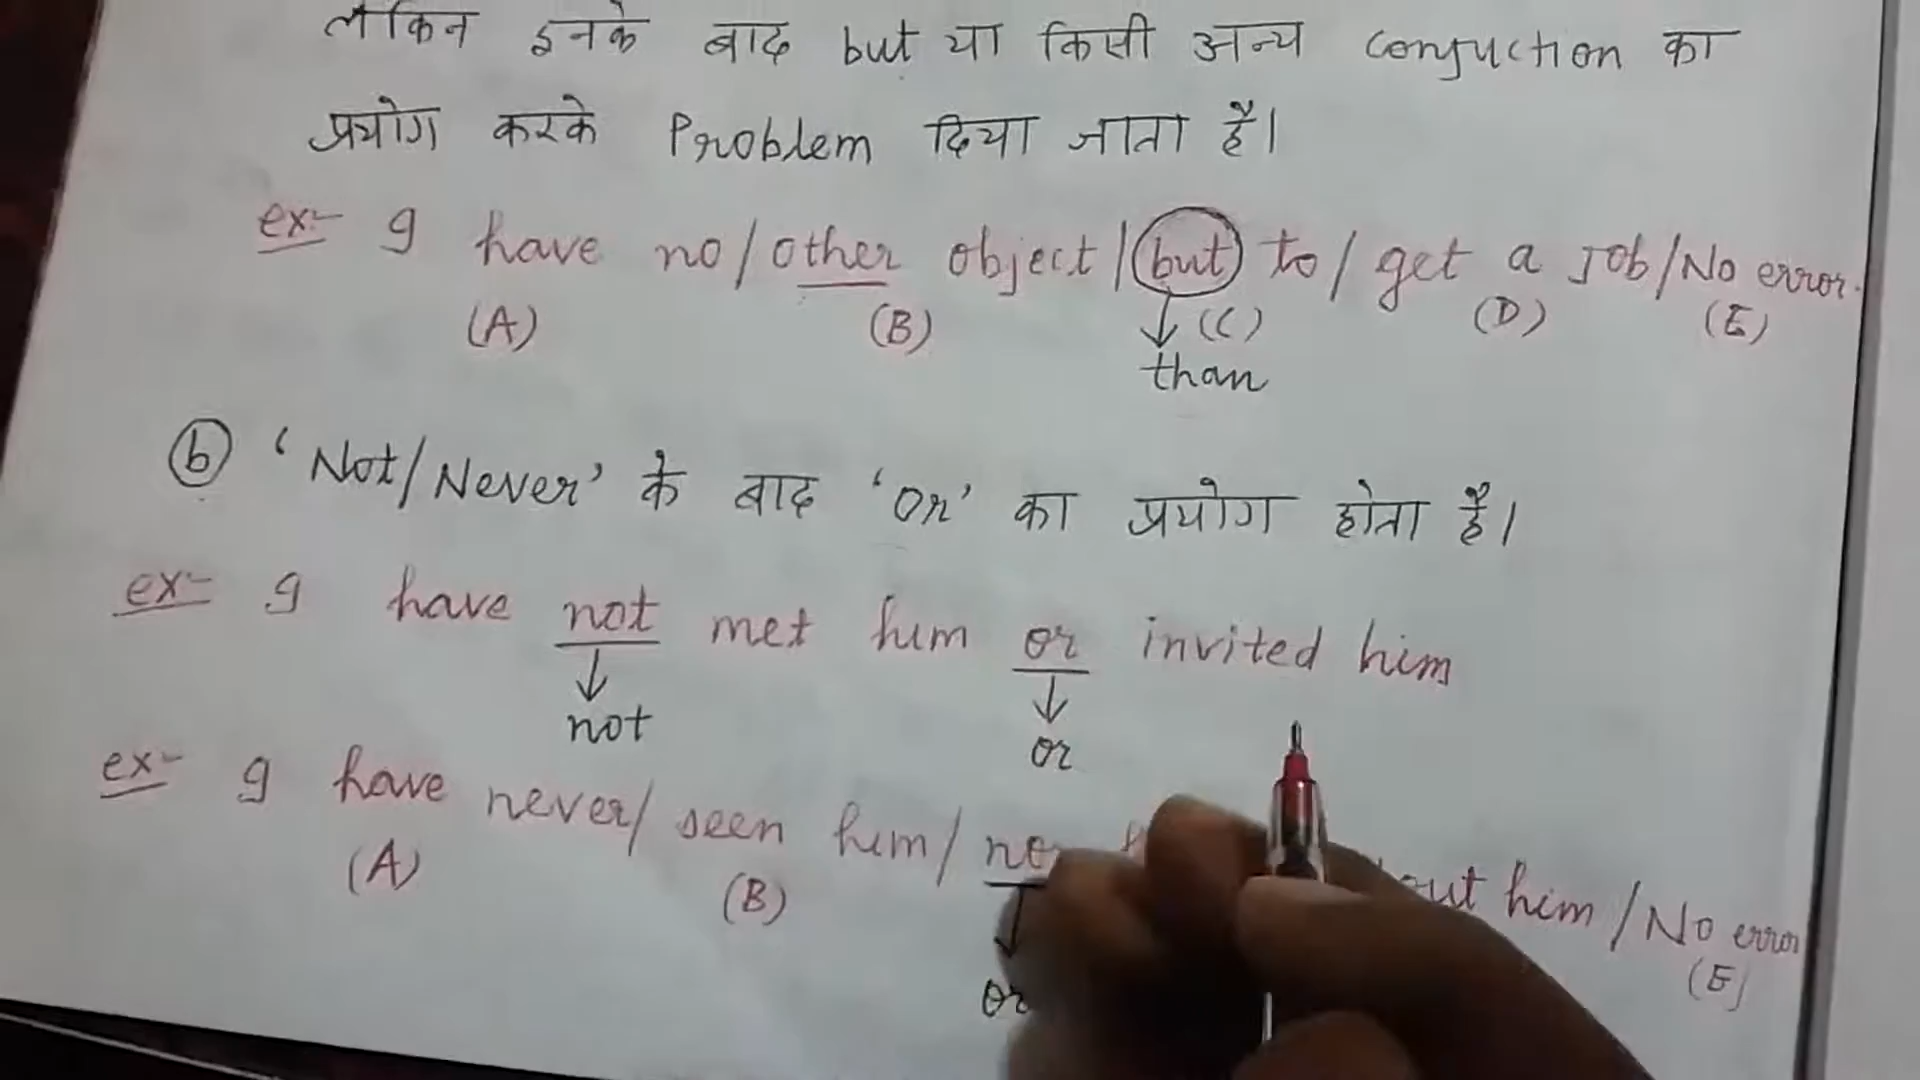 लेकिन इनके बाद but या किसी अन्य conjuction का
प्रयोग करके Problem दिया जाता है।
ex:- I have no / other object / but to / get a job / No error.
(A) (B) (C) (D) (E)
than
(b) 'Not/Never' के बाद 'or' का प्रयोग होता है।
ex- I have not met him or invited him
not or
ex- I have never / seen him / him / No error
(A) (B) (E)
or